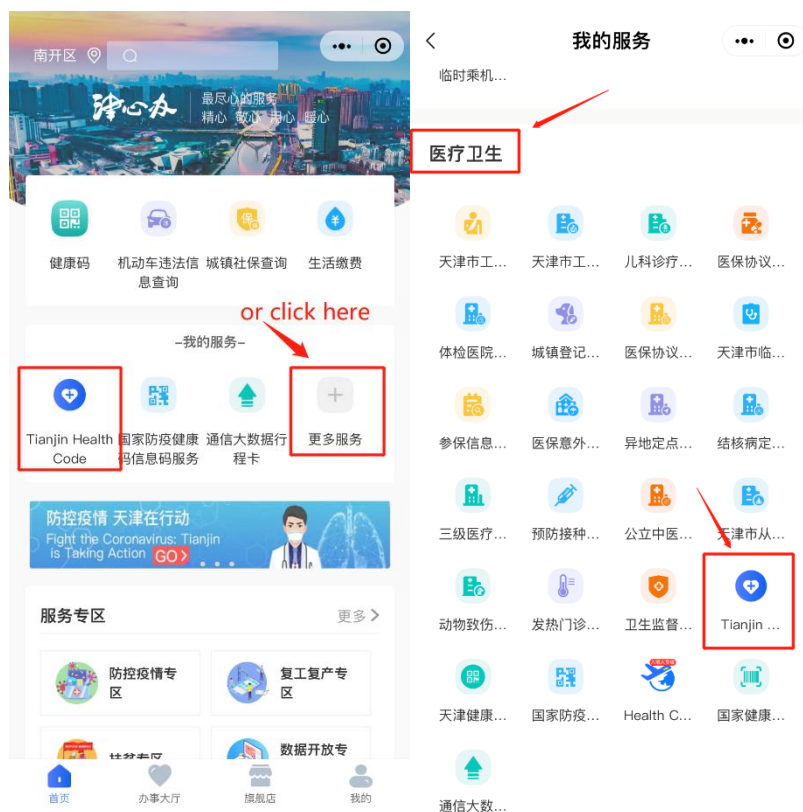 南开区
津心办
最尽心的服务
精心 敬心 用心 暖心
健康码
机动车违法信
息查询
城镇社保查询
生活缴费
or click here
–我的服务–
Tianjin Health
Code
国家防疫健康
码信息码服务
通信大数据行
程卡
更多服务
防控疫情 天津在行动
Fight the Coronavirus: Tianjin
is Taking Action GO>
服务专区
更多 >
防控疫情专
区
复工复产专
区
扶贫专区
数据开放专
首页
办事大厅
旗舰店
我的
我的服务
临时乘机...
医疗卫生
天津市工...
天津市工...
儿科诊疗...
医保协议...
体检医院...
城镇登记...
医保协议...
天津市临...
参保信息...
医保意外...
异地定点...
结核病定...
三级医疗...
预防接种...
公立中医...
天津市从...
动物致伤...
发热门诊...
卫生监督...
Tianjin ...
天津健康...
国家防疫...
Health C...
国家健康...
通信大数...